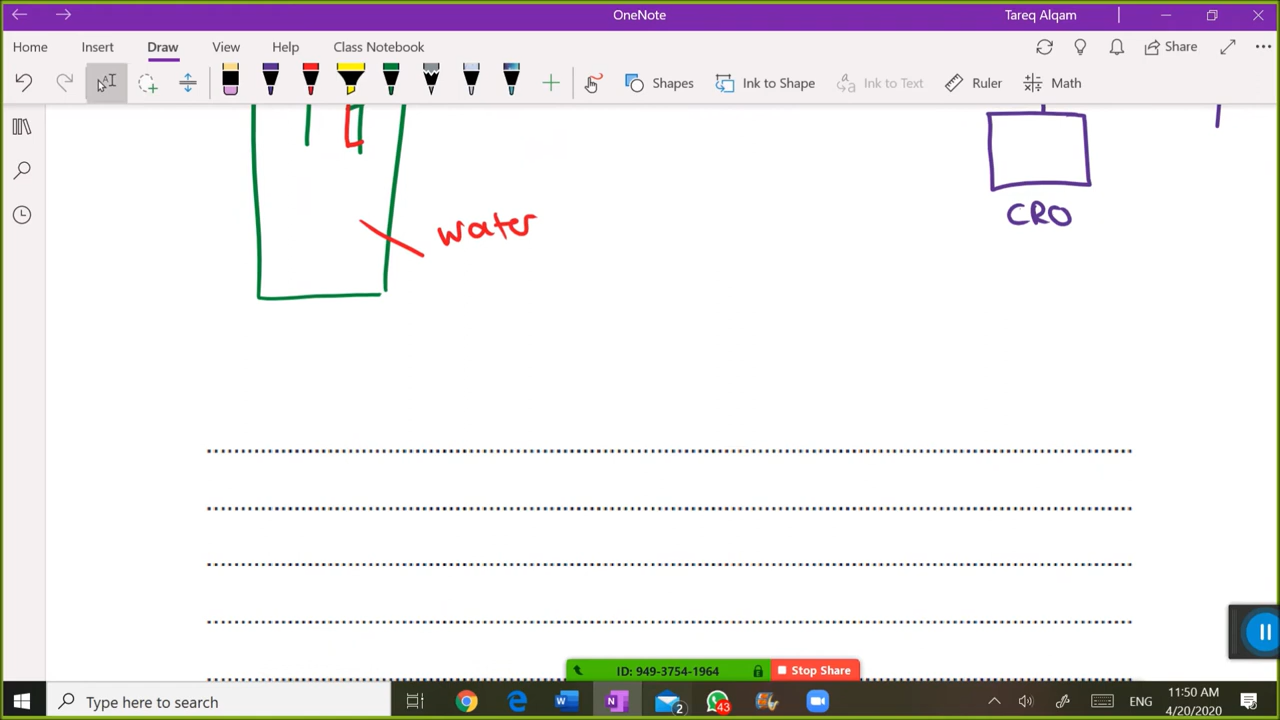 OneNote
Tareq Alqam
Home Insert Draw View Help Class Notebook
Share
Shapes Ink to Shape Ink to Text Ruler Math
water
CRO
ID: 949-3754-1964 Stop Share
Type here to search
2
43
ENG
11:50 AM
4/20/2020